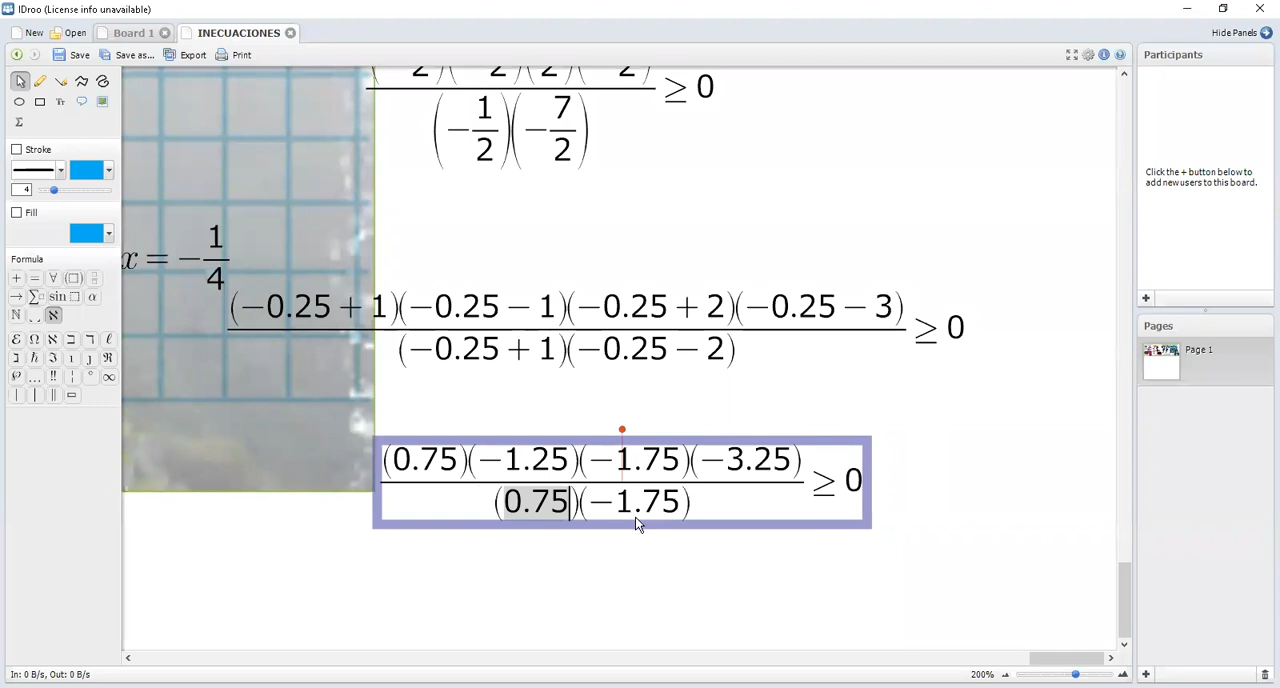 IDroo (License info unavailable)
New Open Board 1 INECUACIONES Hide Panels
Save Save as... Export Print
Participants
Click the + button below to
add new users to this board.
Stroke
4
Fill
Formula
+ = ∀ (□)
→ Σ sin α
ℕ ℵ
ℰ Ω ℵ ℶ ℸ ℓ
ℷ ℏ ℑ ı ȷ ℜ
℘ … !! ¦ ° ∞
2)(−2)(2)(−2) ≥ 0
(−1/2)(−7/2)
x = −1/4
(−0.25 + 1)(−0.25 − 1)(−0.25 + 2)(−0.25 − 3) ≥ 0
(−0.25 + 1)(−0.25 − 2)
(0.75)(−1.25)(−1.75)(−3.25) ≥ 0
(0.75)(−1.75)
Pages
Page 1
In: 0 B/s, Out: 0 B/s
200%